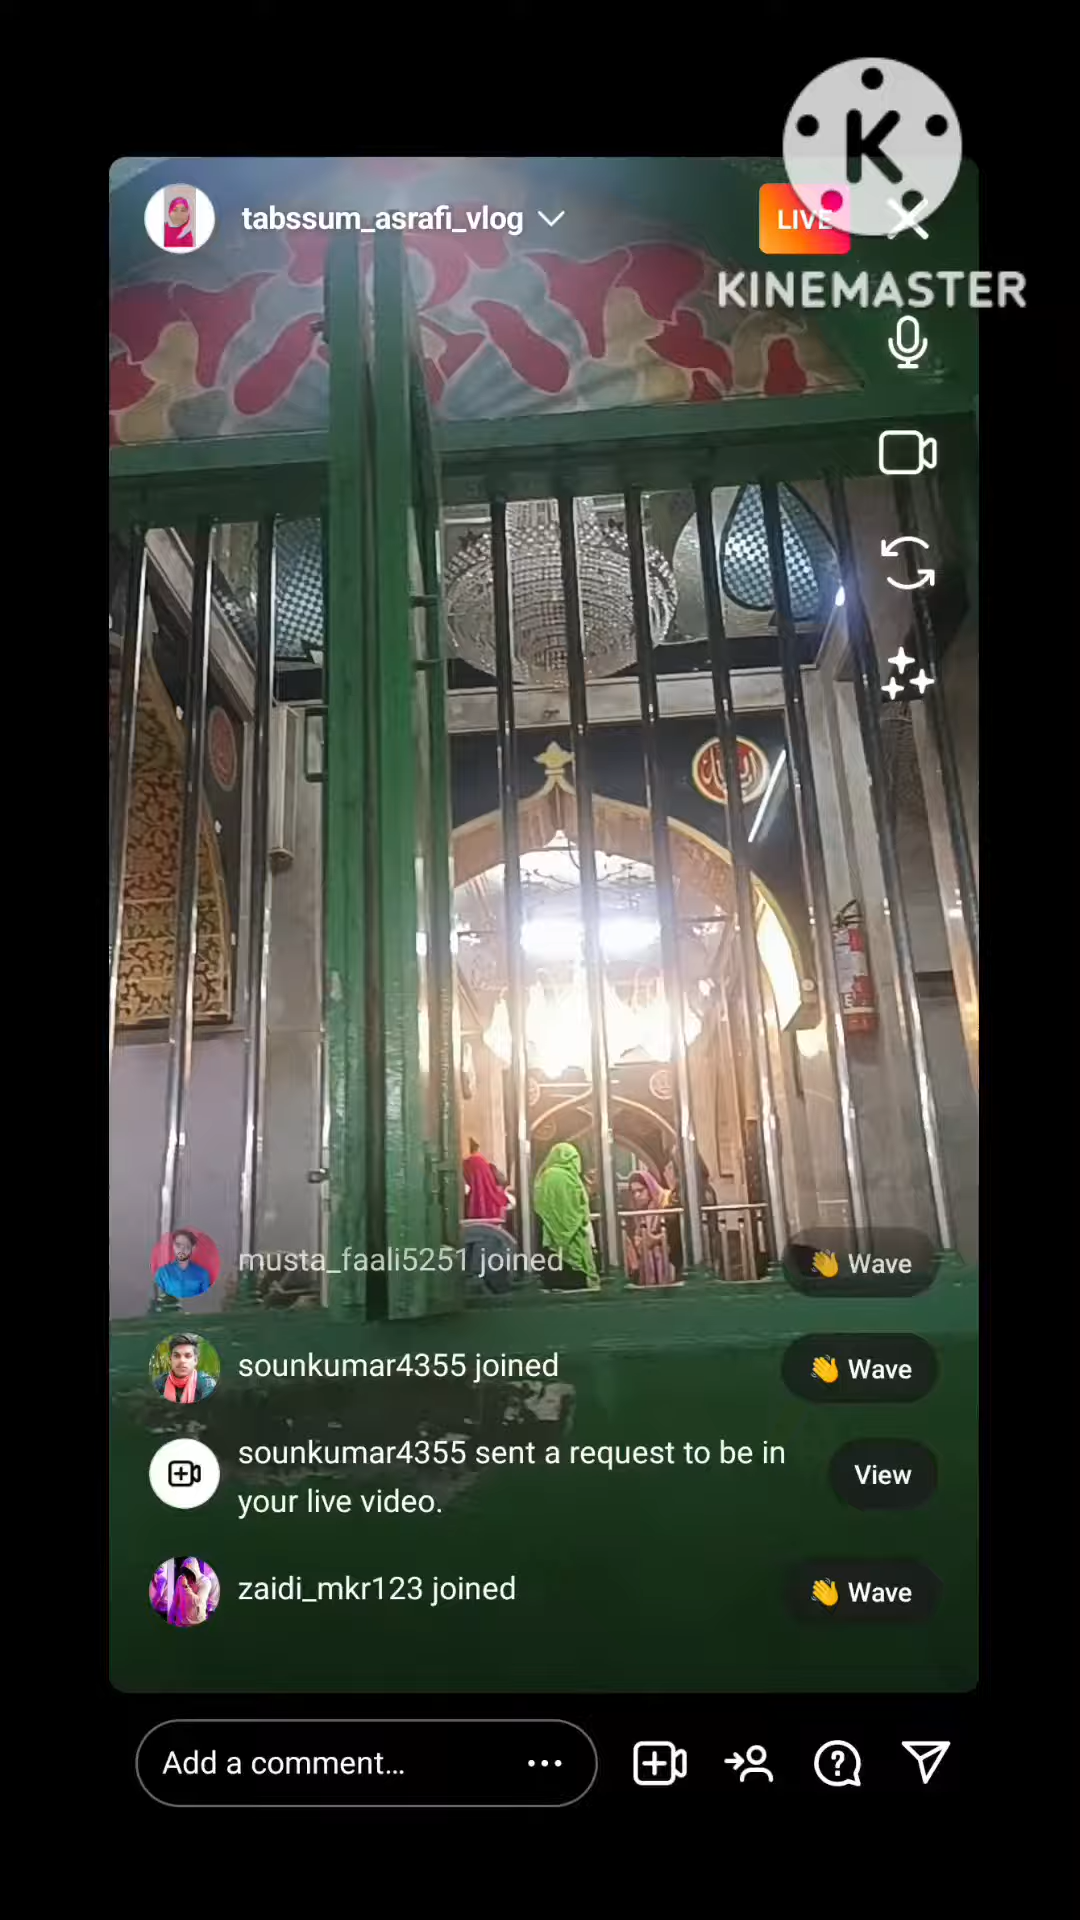 K
KINEMASTER
tabssum_asrafi_vlog
LIVE
musta_faali5251 joined
👋 Wave
sounkumar4355 joined
👋 Wave
sounkumar4355 sent a request to be in
your live video.
View
zaidi_mkr123 joined
👋 Wave
Add a comment...